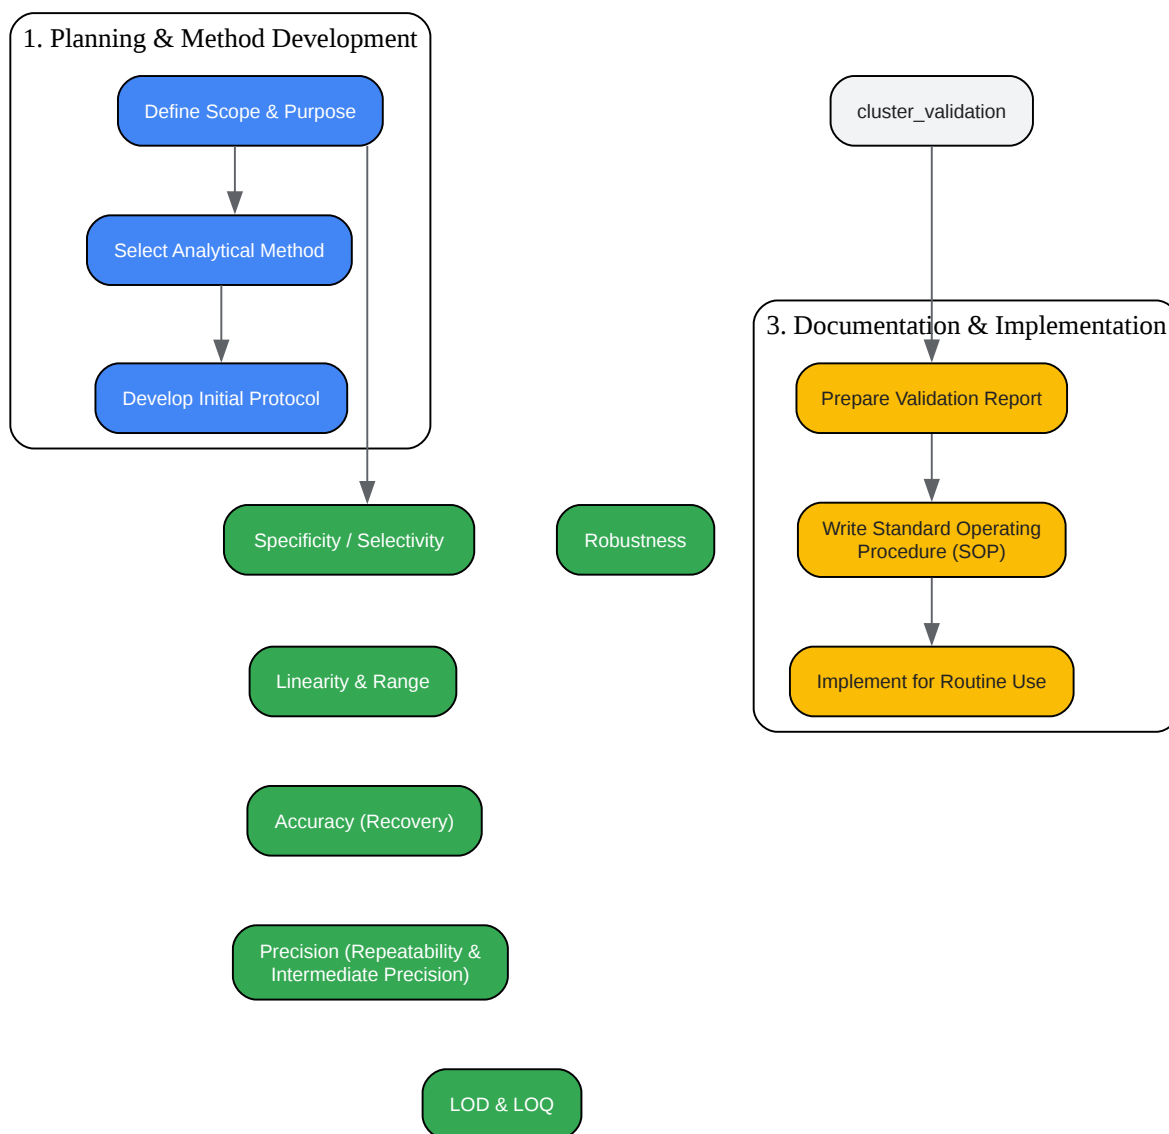 1. Planning & Method Development
Define Scope & Purpose
cluster_validation
Select Analytical Method
3. Documentation & Implementation
Develop Initial Protocol
Prepare Validation Report
Specificity / Selectivity
Robustness
Write Standard Operating
Procedure (SOP)
Linearity & Range
Implement for Routine Use
Accuracy (Recovery)
Precision (Repeatability &
Intermediate Precision)
LOD & LOQ